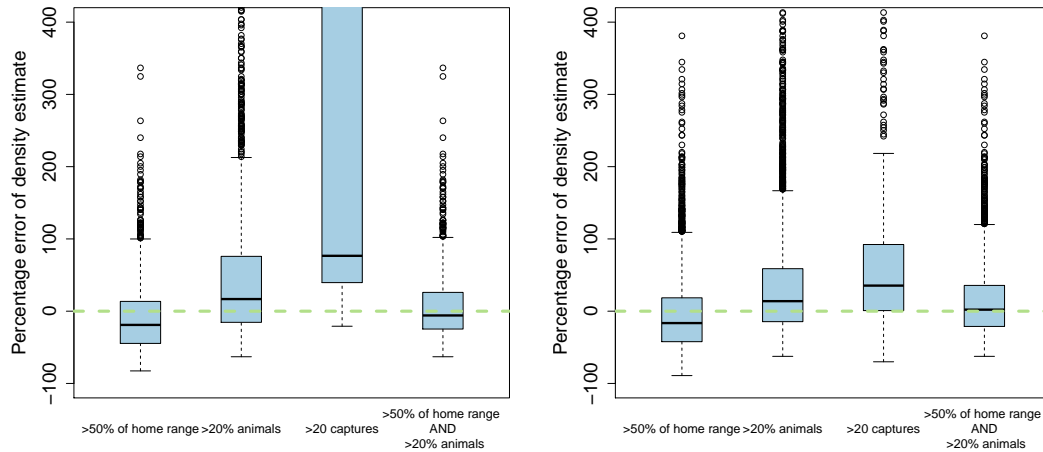 Percentage error of density estimate
400
300
200
100
0
−100
>50% of home range
>20% animals
>20 captures
>50% of home range
AND
>20% animals
Percentage error of density estimate
400
300
200
100
0
−100
>50% of home range
>20% animals
>20 captures
>50% of home range
AND
>20% animals